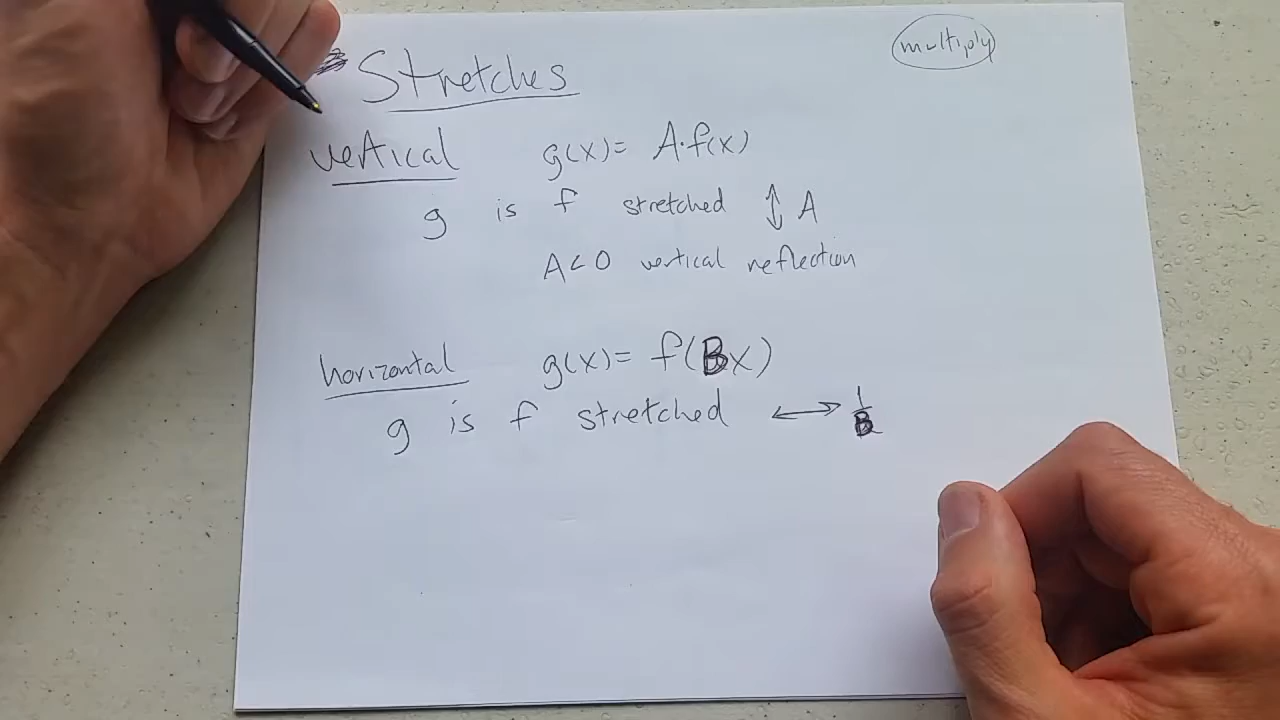 multiply
Stretches
vertical g(x)= A·f(x)
g is f stretched ↕ A
A<0 vertical reflection
horizontal g(x)= f(Bx)
g is f stretched ↔ 1/B